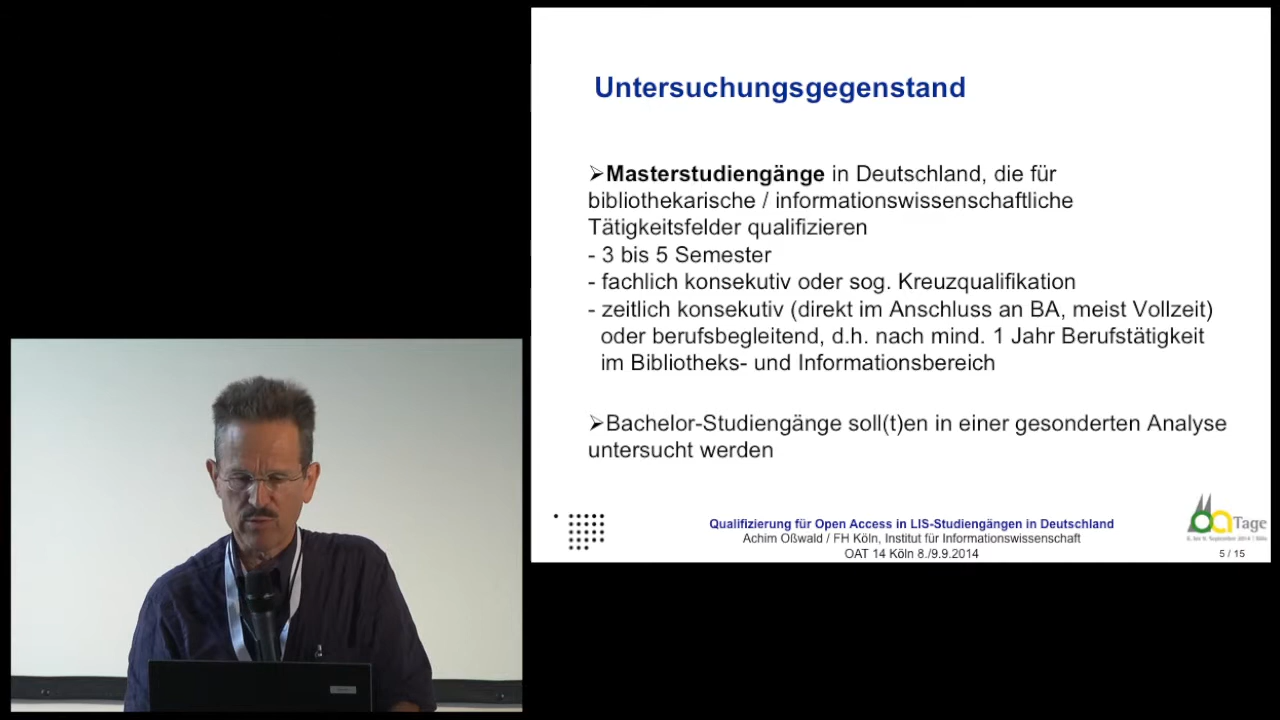 Untersuchungsgegenstand
➢Masterstudiengänge in Deutschland, die für
bibliothekarische / informationswissenschaftliche
Tätigkeitsfelder qualifizieren
- 3 bis 5 Semester
- fachlich konsekutiv oder sog. Kreuzqualifikation
- zeitlich konsekutiv (direkt im Anschluss an BA, meist Vollzeit)
oder berufsbegleitend, d.h. nach mind. 1 Jahr Berufstätigkeit
im Bibliotheks- und Informationsbereich
➢Bachelor-Studiengänge soll(t)en in einer gesonderten Analyse
untersucht werden
Qualifizierung für Open Access in LIS-Studiengängen in Deutschland
Achim Oßwald / FH Köln, Institut für Informationswissenschaft
OAT 14 Köln 8./9.9.2014
oa Tage
5 / 15